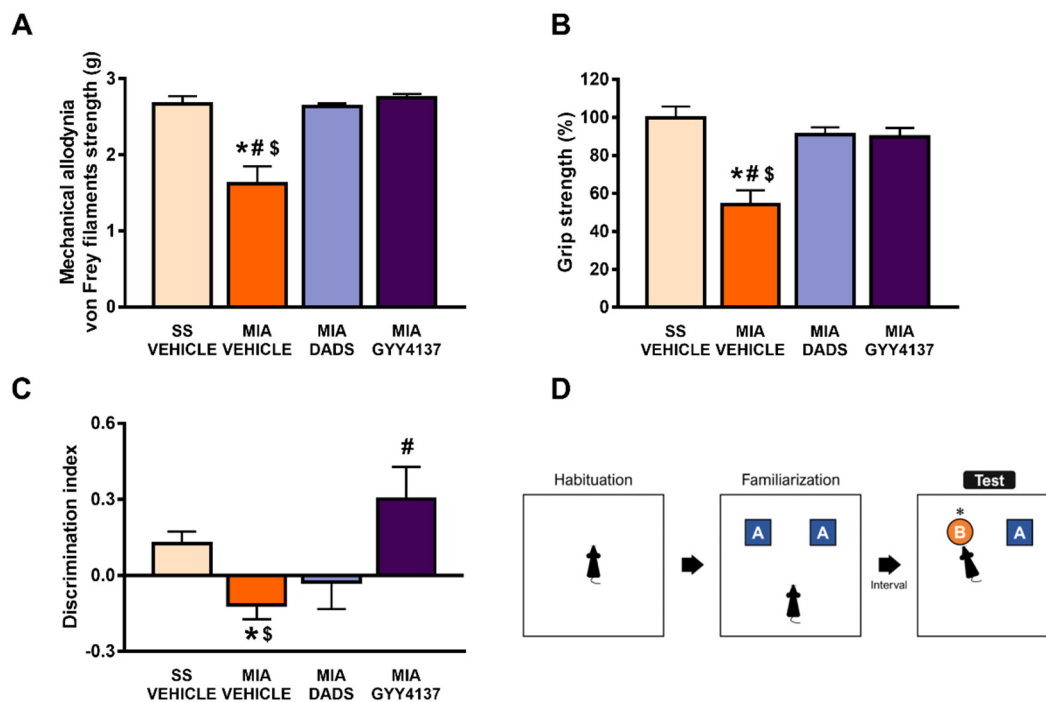 A
Mechanical allodynia
von Frey filaments strength (g)
3
2
1
0
*# $
SS
VEHICLE
MIA
VEHICLE
MIA
DADS
MIA
GYY4137
B
Grip strength (%)
120
100
80
60
40
20
0
*# $
SS
VEHICLE
MIA
VEHICLE
MIA
DADS
MIA
GYY4137
C
Discrimination index
0.6
0.3
0.0
-0.3
* $
#
SS
VEHICLE
MIA
VEHICLE
MIA
DADS
MIA
GYY4137
D
Habituation
Familiarization
A A
Interval
Test
*
B A